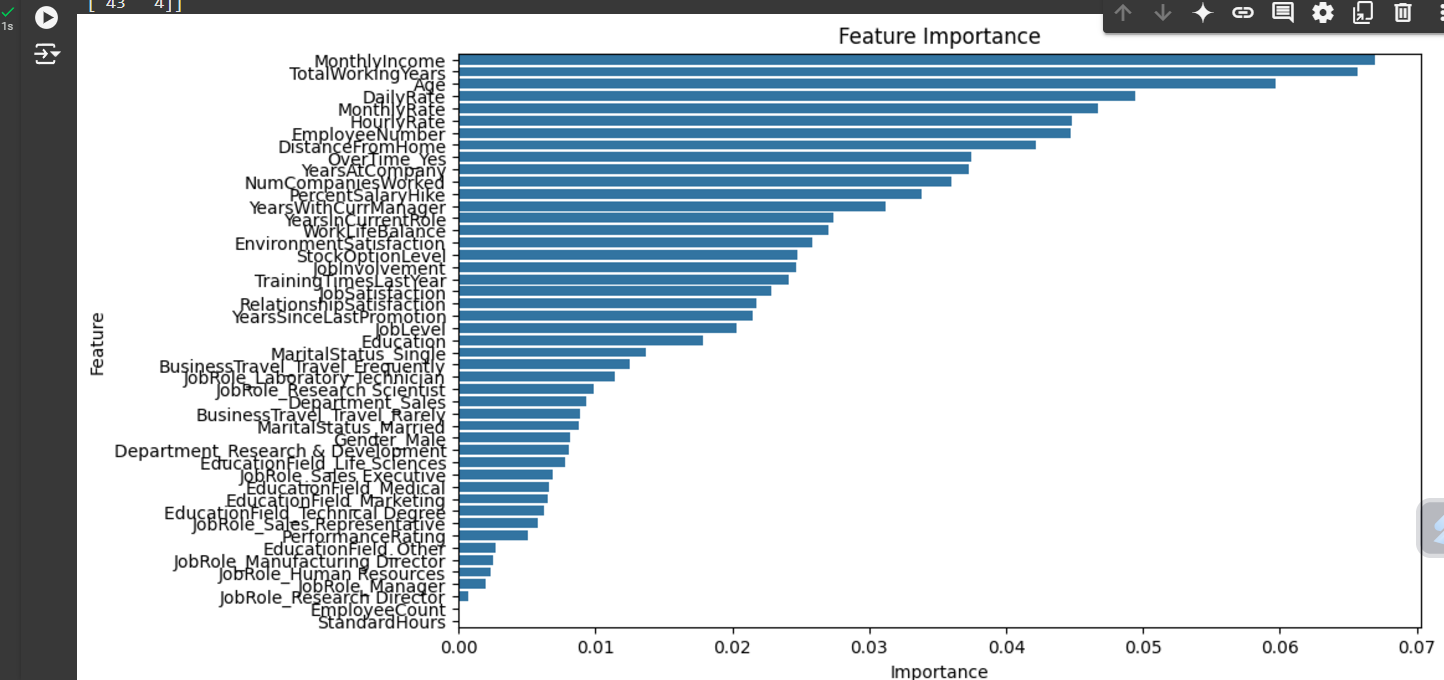 [ 43 4]]
1s
Feature Importance
MonthlyIncome
TotalWorkingYears
Age
DailyRate
MonthlyRate
HourlyRate
EmployeeNumber
DistanceFromHome
OverTime_Yes
YearsAtCompany
NumCompaniesWorked
PercentSalaryHike
YearsWithCurrManager
YearsInCurrentRole
WorkLifeBalance
EnvironmentSatisfaction
StockOptionLevel
JobInvolvement
TrainingTimesLastYear
JobSatisfaction
RelationshipSatisfaction
YearsSinceLastPromotion
JobLevel
Education
MaritalStatus_Single
BusinessTravel_Travel_Frequently
JobRole_Laboratory Technician
JobRole_Research Scientist
Department_Sales
BusinessTravel_Travel_Rarely
MaritalStatus_Married
Gender_Male
Department_Research & Development
EducationField_Life Sciences
JobRole_Sales Executive
EducationField_Medical
EducationField_Marketing
EducationField_Technical Degree
JobRole_Sales Representative
PerformanceRating
EducationField_Other
JobRole_Manufacturing Director
JobRole_Human Resources
JobRole_Manager
JobRole_Research Director
EmployeeCount
StandardHours
Feature
0.00 0.01 0.02 0.03 0.04 0.05 0.06 0.07
Importance